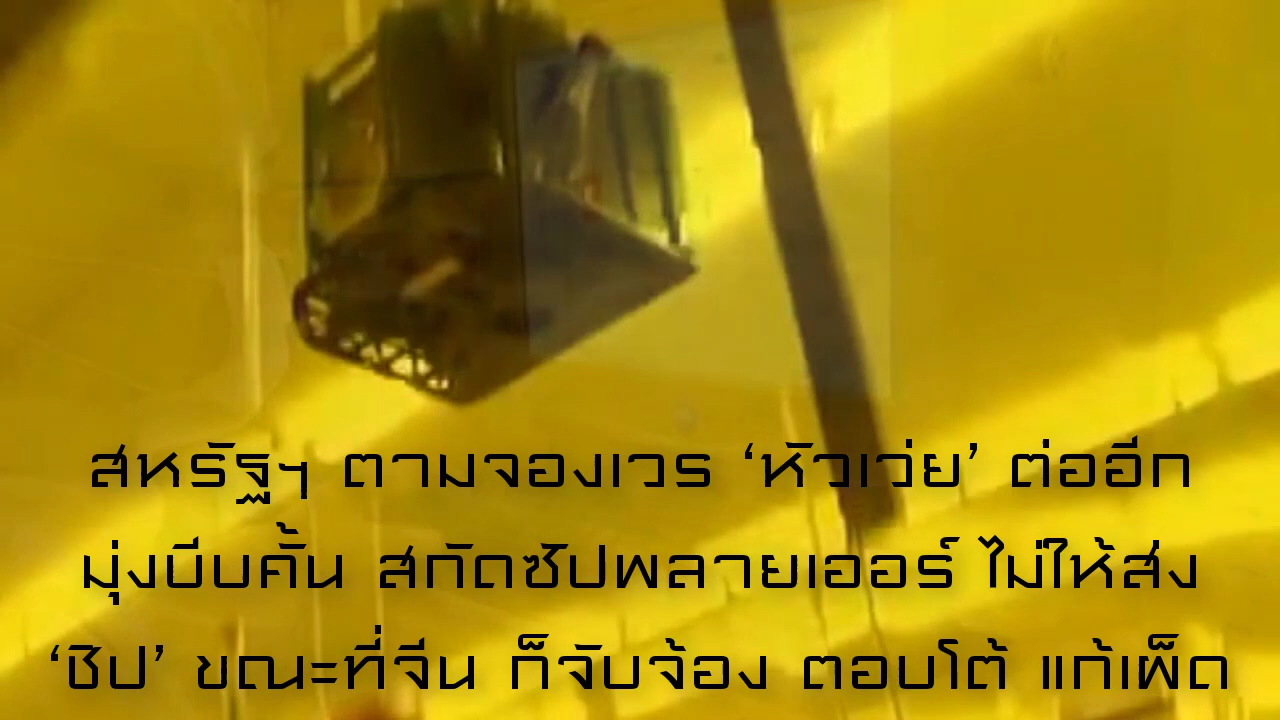 สหรัฐฯ ตามจองเวร ‘หัวเว่ย’ ต่ออีก
มุ่งบีบคั้น สกัดซัปพลายเออร์ ไม่ให้ส่ง
‘ชิป’ ขณะที่จีน ก็จับจ้อง ตอบโต้ แก้เผ็ด